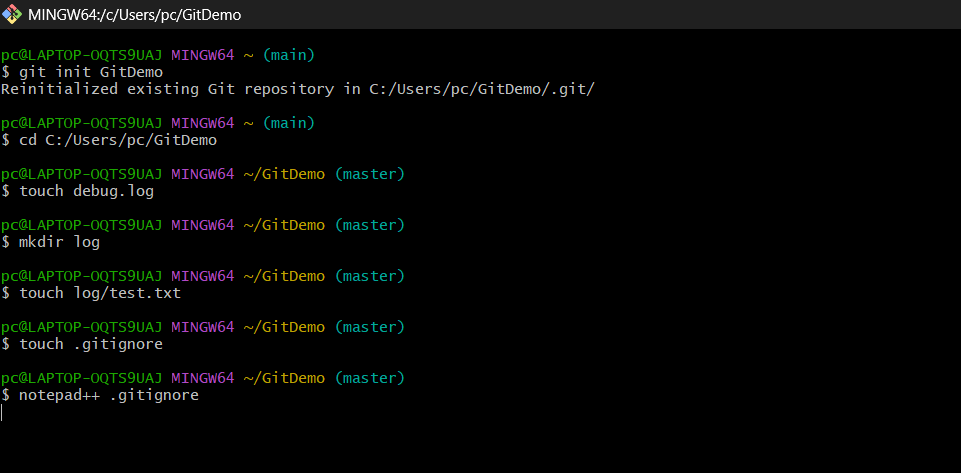 MINGW64:/c/Users/pc/GitDemo
pc@LAPTOP-OQTS9UAJ MINGW64 ~ (main)
$ git init GitDemo
Reinitialized existing Git repository in C:/Users/pc/GitDemo/.git/
pc@LAPTOP-OQTS9UAJ MINGW64 ~ (main)
$ cd C:/Users/pc/GitDemo
pc@LAPTOP-OQTS9UAJ MINGW64 ~/GitDemo (master)
$ touch debug.log
pc@LAPTOP-OQTS9UAJ MINGW64 ~/GitDemo (master)
$ mkdir log
pc@LAPTOP-OQTS9UAJ MINGW64 ~/GitDemo (master)
$ touch log/test.txt
pc@LAPTOP-OQTS9UAJ MINGW64 ~/GitDemo (master)
$ touch .gitignore
pc@LAPTOP-OQTS9UAJ MINGW64 ~/GitDemo (master)
$ notepad++ .gitignore